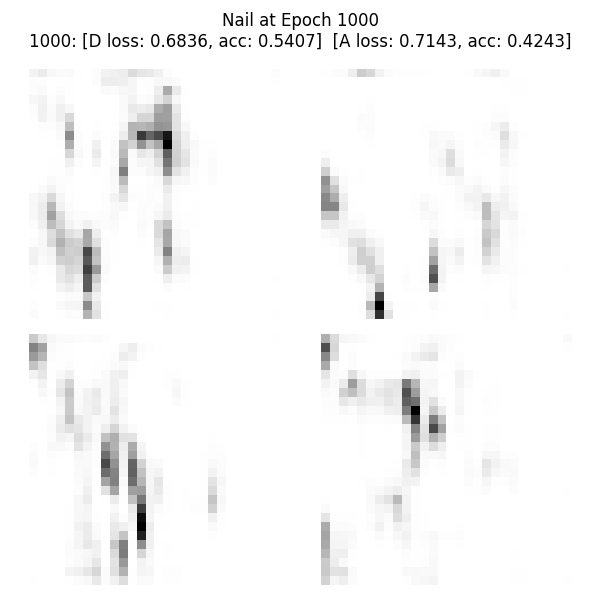 Nail at Epoch 1000
1000: [D loss: 0.6836, acc: 0.5407]  [A loss: 0.7143, acc: 0.4243]